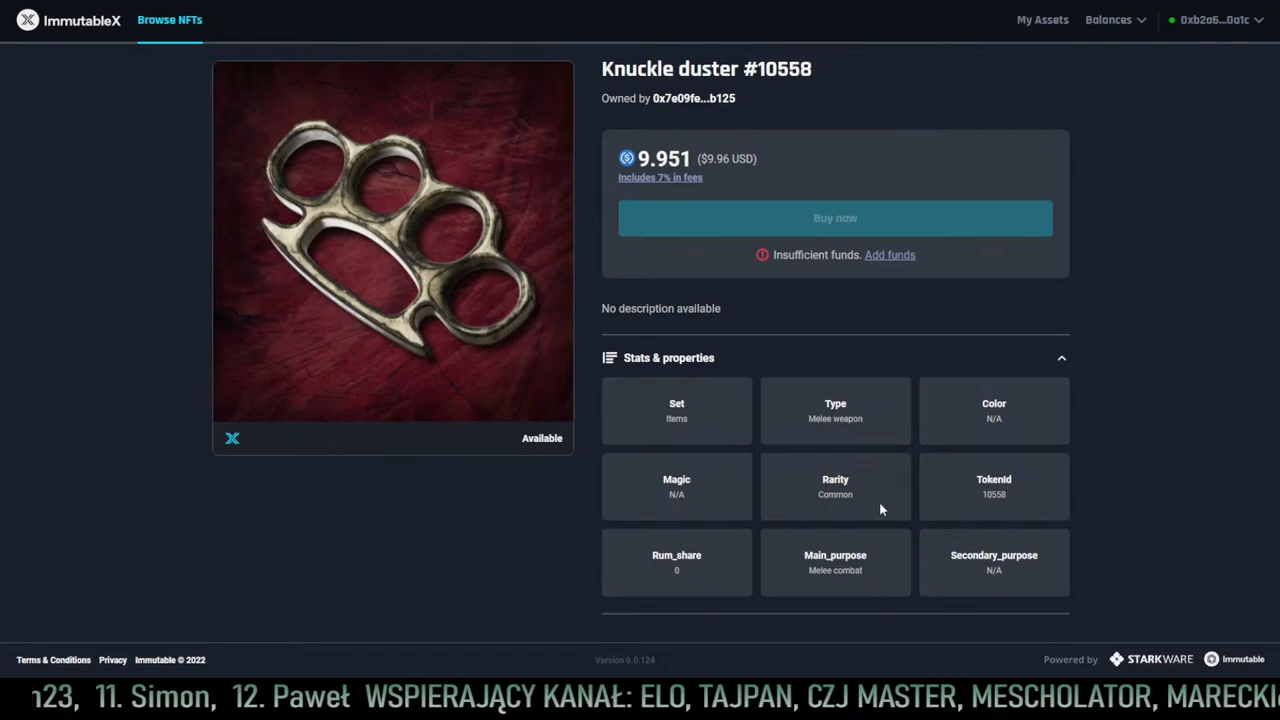 ImmutableX
Browse NFTs
My Assets
Balances
0xb2a6...0a1c
Knuckle duster #10558
Owned by 0x7e09fe...b125
9.951 ($9.96 USD)
Includes 7% in fees
Buy now
Insufficient funds. Add funds
No description available
Stats & properties
Set
Items
Type
Melee weapon
Color
N/A
Magic
N/A
Rarity
Common
TokenId
10558
Rum_share
0
Main_purpose
Melee combat
Secondary_purpose
N/A
Available
Terms & Conditions Privacy Immutable © 2022
Version 0.0.124
Powered by STARKWARE Immutable
23, 11. Simon, 12. Paweł WSPIERAJĄCY KANAŁ: ELO, TAJPAN, CZJ MASTER, MESCHOLATOR, MARECKI